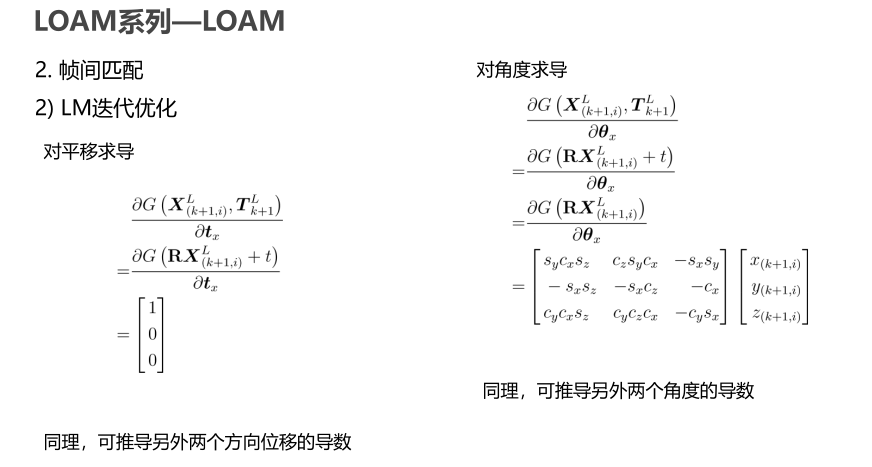 LOAM系列—LOAM
2. 帧间匹配
2) LM迭代优化
对平移求导
\frac{\partial G\left(\boldsymbol{X}^{L}_{(k+1,i)}, \boldsymbol{T}^{L}_{k+1}\right)}{\partial \boldsymbol{t}_x}
=\frac{\partial G\left(\mathbf{R}\boldsymbol{X}^{L}_{(k+1,i)} + t\right)}{\partial \boldsymbol{t}_x}
=\begin{bmatrix} 1 \\ 0 \\ 0 \end{bmatrix}
同理，可推导另外两个方向位移的导数
对角度求导
\frac{\partial G\left(\boldsymbol{X}^{L}_{(k+1,i)}, \boldsymbol{T}^{L}_{k+1}\right)}{\partial \boldsymbol{\theta}_x}
=\frac{\partial G\left(\mathbf{R}\boldsymbol{X}^{L}_{(k+1,i)} + t\right)}{\partial \boldsymbol{\theta}_x}
=\frac{\partial G\left(\mathbf{R}\boldsymbol{X}^{L}_{(k+1,i)}\right)}{\partial \boldsymbol{\theta}_x}
=\begin{bmatrix} s_y c_x s_z & c_z s_y c_x & -s_x s_y \\ -s_x s_z & -s_x c_z & -c_x \\ c_y c_x s_z & c_y c_z c_x & -c_y s_x \end{bmatrix} \begin{bmatrix} x_{(k+1,i)} \\ y_{(k+1,i)} \\ z_{(k+1,i)} \end{bmatrix}
同理，可推导另外两个角度的导数